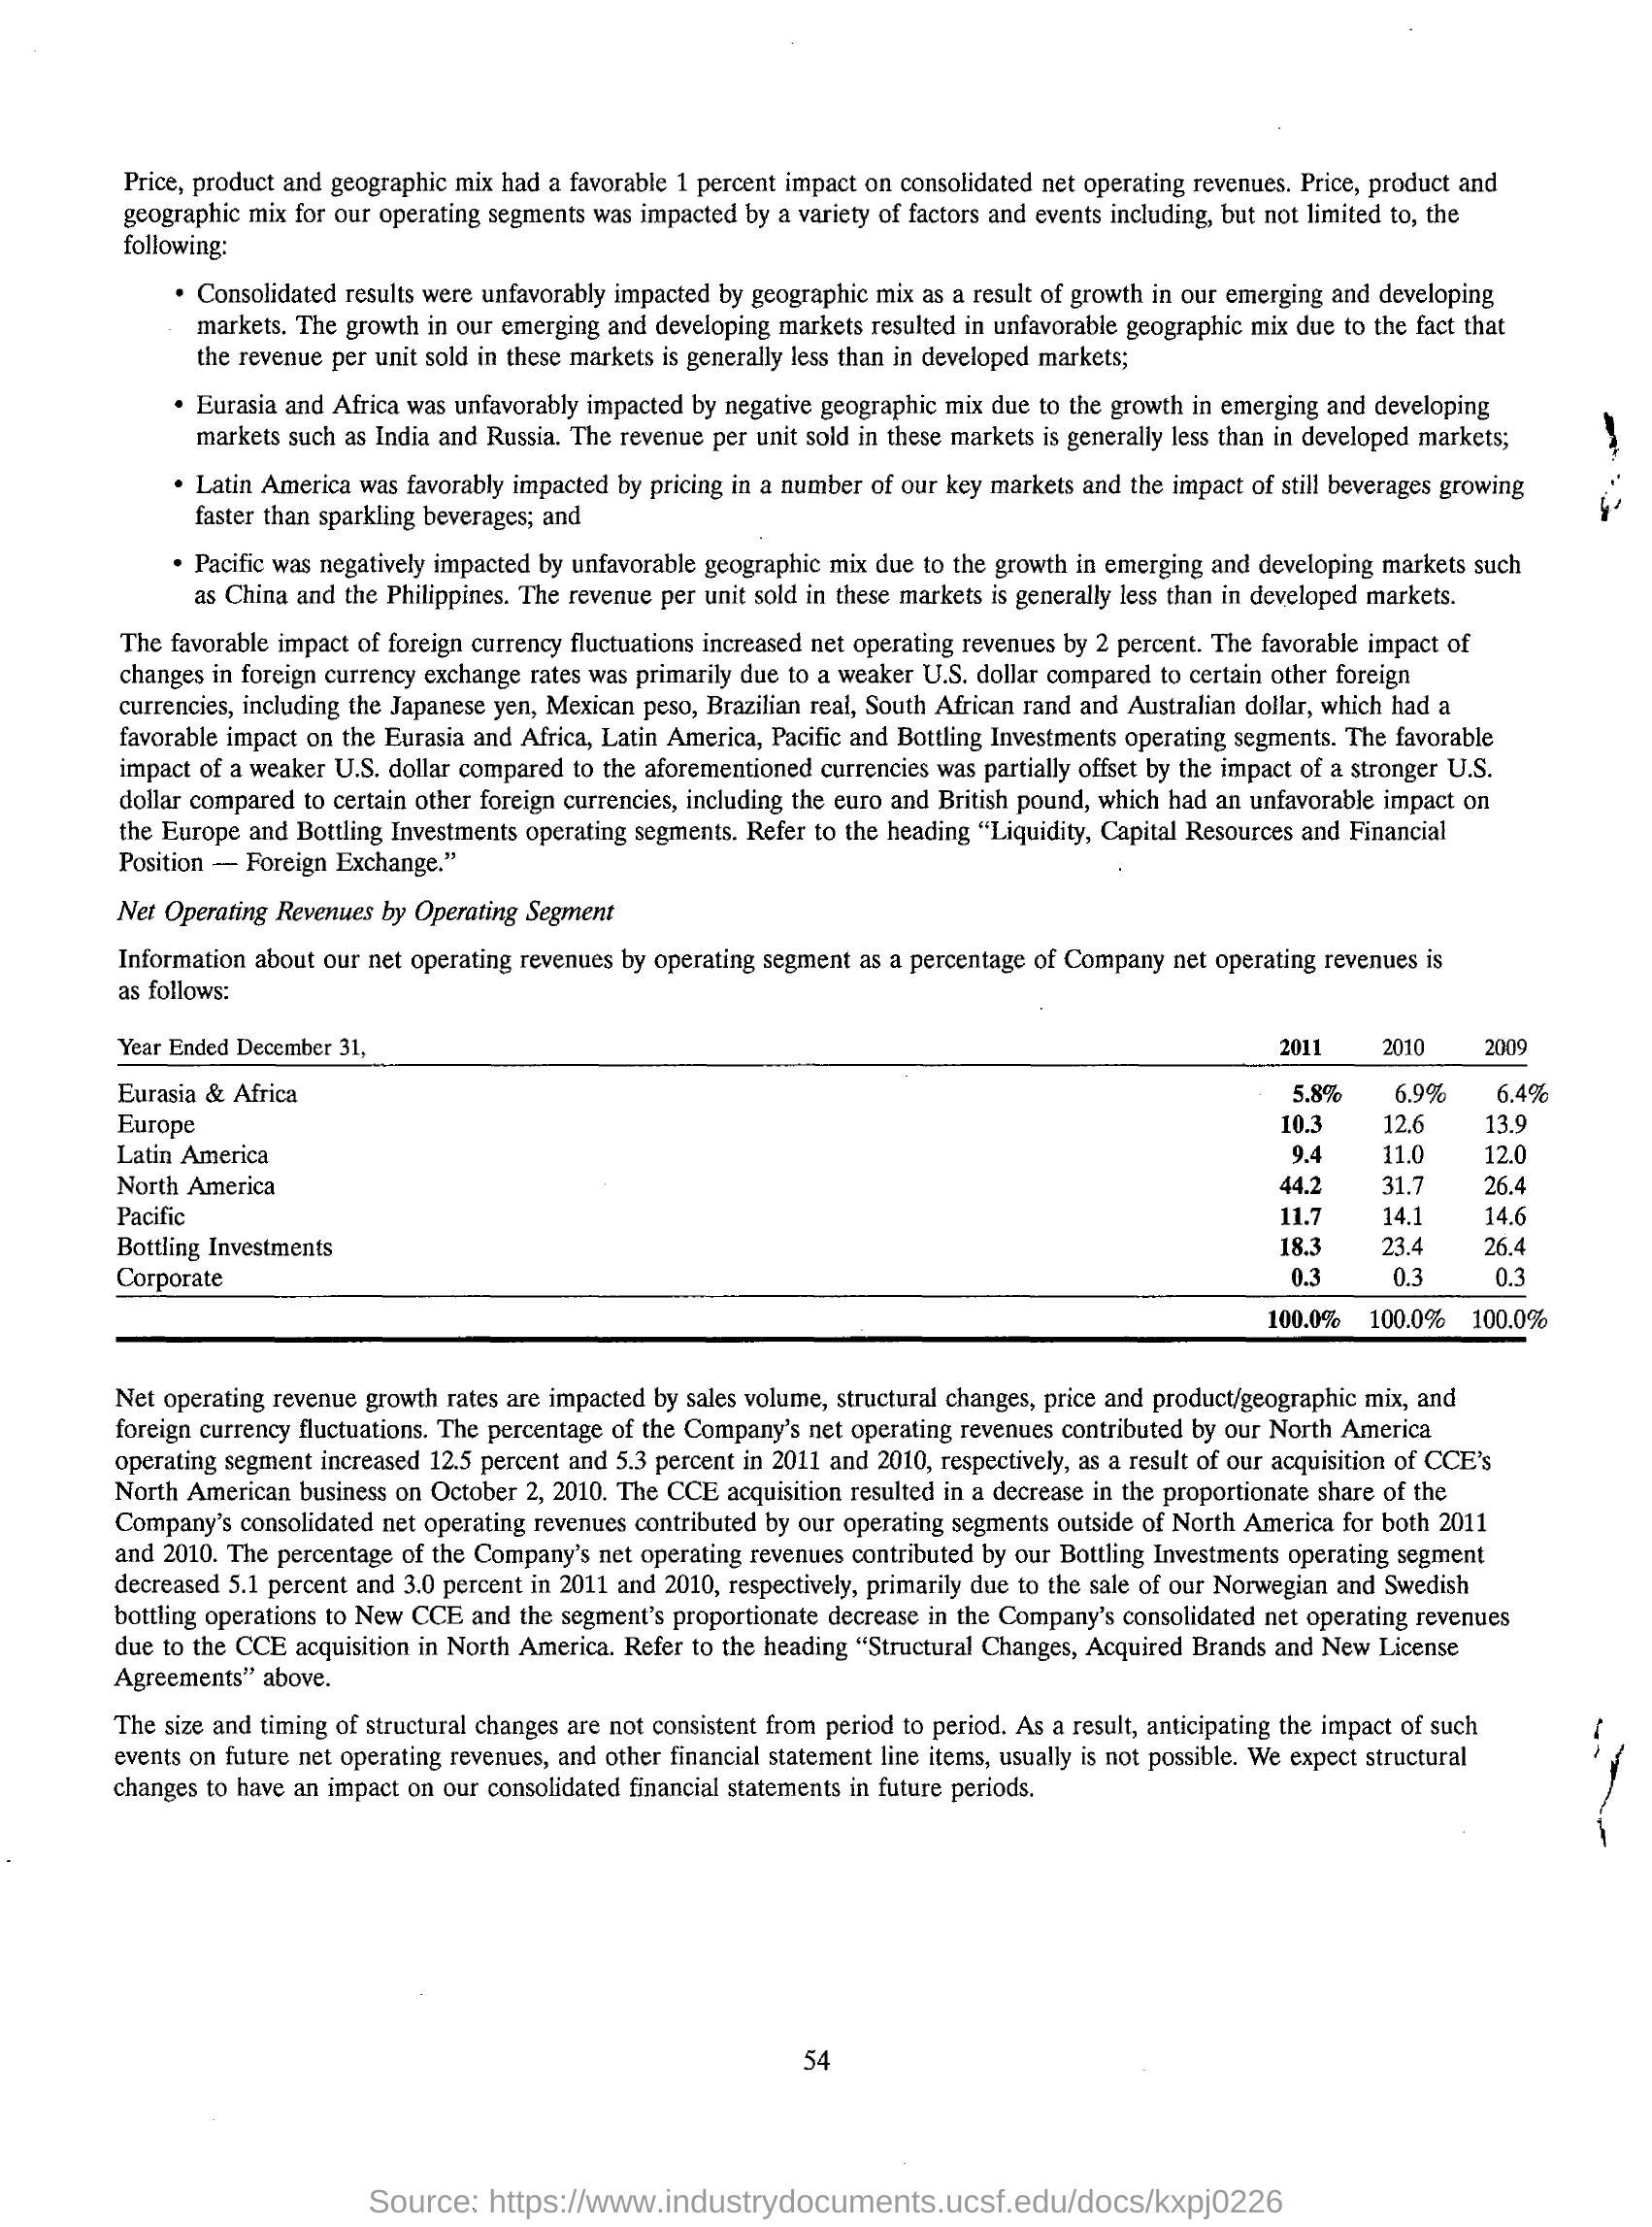 Price, product and geographic mix had a favorable 1 percent impact on consolidated net operating revenues. Price, product and
geographic mix for our operating segments was impacted by a variety of factors and events including, but not limited to, the
following:
• Consolidated results were unfavorably impacted by geographic mix as a result of growth in our emerging and developing
markets. The growth in our emerging and developing markets resulted in unfavorable geographic mix due to the fact that
the revenue per unit sold in these markets is generally less than in developed markets;
• Eurasia and Africa was unfavorably impacted by negative geographic mix due to the growth in emerging and developing
markets such as India and Russia. The revenue per unit sold in these markets is generally less than in developed markets;
• Latin America was favorably impacted by pricing in a number of our key markets and the impact of still beverages growing
faster than sparkling beverages; and
• Pacific was negatively impacted by unfavorable geographic mix due to the growth in emerging and developing markets such
as China and the Philippines. The revenue per unit sold in these markets is generally less than in developed markets.
The favorable impact of foreign currency fluctuations increased net operating revenues by 2 percent. The favorable impact of
changes in foreign currency exchange rates was primarily due to a weaker U.S. dollar compared to certain other foreign
currencies, including the Japanese yen, Mexican peso, Brazilian real, South African rand and Australian dollar, which had a
favorable impact on the Eurasia and Africa, Latin America, Pacific and Bottling Investments operating segments. The favorable
impact of a weaker U.S. dollar compared to the aforementioned currencies was partially offset by the impact of a stronger U.S.
dollar compared to certain other foreign currencies, including the euro and British pound, which had an unfavorable impact on
the Europe and Bottling Investments operating segments. Refer to the heading “Liquidity, Capital Resources and Financial
Position — Foreign Exchange.”
Net Operating Revenues by Operating Segment
Information about our net operating revenues by operating segment as a percentage of Company net operating revenues is
as follows:
Year Ended December 31, 2011 2010 2009
Eurasia & Africa 5.8% 6.9% 6.4%
Europe 10.3 12.6 13.9
Latin America 9.4 11.0 12.0
North America 44.2 31.7 26.4
Pacific 11.7 14.1 14.6
Bottling Investments 18.3 23.4 26.4
Corporate 0.3 0.3 0.3
100.0% 100.0% 100.0%
Net operating revenue growth rates are impacted by sales volume, structural changes, price and product/geographic mix, and
foreign currency fluctuations. The percentage of the Company’s net operating revenues contributed by our North America
operating segment increased 12.5 percent and 5.3 percent in 2011 and 2010, respectively, as a result of our acquisition of CCE’s
North American business on October 2, 2010. The CCE acquisition resulted in a decrease in the proportionate share of the
Company’s consolidated net operating revenues contributed by our operating segments outside of North America for both 2011
and 2010. The percentage of the Company’s net operating revenues contributed by our Bottling Investments operating segment
decreased 5.1 percent and 3.0 percent in 2011 and 2010, respectively, primarily due to the sale of our Norwegian and Swedish
bottling operations to New CCE and the segment’s proportionate decrease in the Company’s consolidated net operating revenues
due to the CCE acquisition in North America. Refer to the heading “Structural Changes, Acquired Brands and New License
Agreements” above.
The size and timing of structural changes are not consistent from period to period. As a result, anticipating the impact of such
events on future net operating revenues, and other financial statement line items, usually is not possible. We expect structural
changes to have an impact on our consolidated financial statements in future periods.
54
Source: https://www.industrydocuments.ucsf.edu/docs/kxpj0226